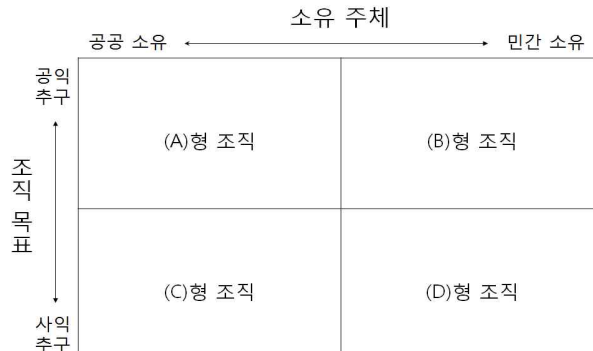 소유 주체
공공 소유
민간 소유
공익
추구
(A)형 조직
(B)형 조직
조직 목표
(C)형 조직
(D)형 조직
사익
추구